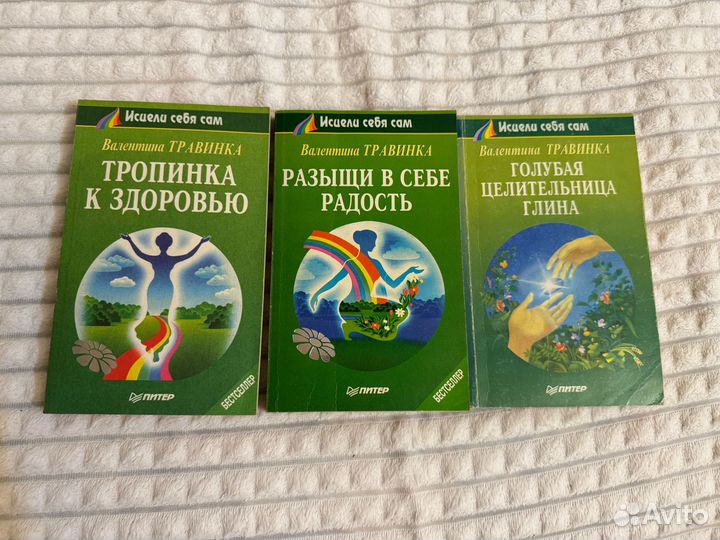 Исцели себя сам
Валентина ТРАВИНКА
ТРОПИНКА
К ЗДОРОВЬЮ
ПИТЕР
БЕСТСЕЛЛЕР
Исцели себя сам
Валентина ТРАВИНКА
РАЗЫЩИ В СЕБЕ
РАДОСТЬ
ПИТЕР
БЕСТСЕЛЛЕР
Исцели себя сам
Валентина ТРАВИНКА
ГОЛУБАЯ
ЦЕЛИТЕЛЬНИЦА
ГЛИНА
ПИТЕР
Avito